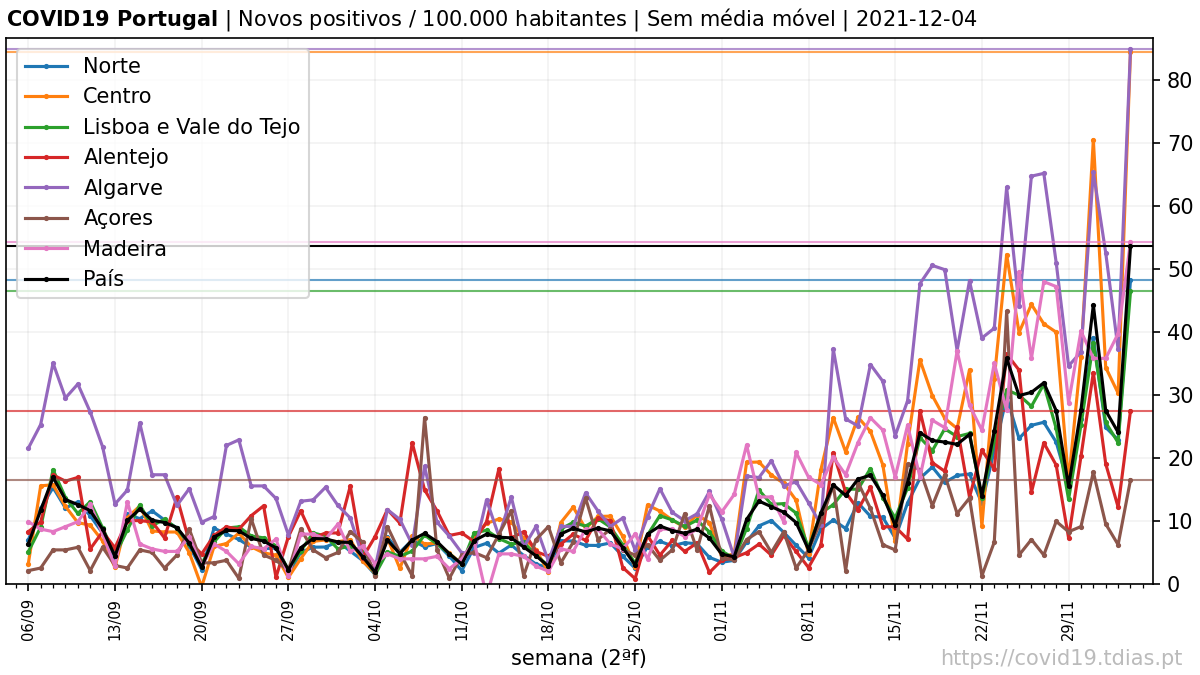 COVID19 Portugal | Novos positivos / 100.000 habitantes | Sem média móvel | 2021-12-04
Norte
Centro
Lisboa e Vale do Tejo
Alentejo
Algarve
Açores
Madeira
País
80
70
60
50
40
30
20
10
0
06/09
13/09
20/09
27/09
04/10
11/10
18/10
25/10
01/11
08/11
15/11
22/11
29/11
semana (2ªf)
https://covid19.tdias.pt